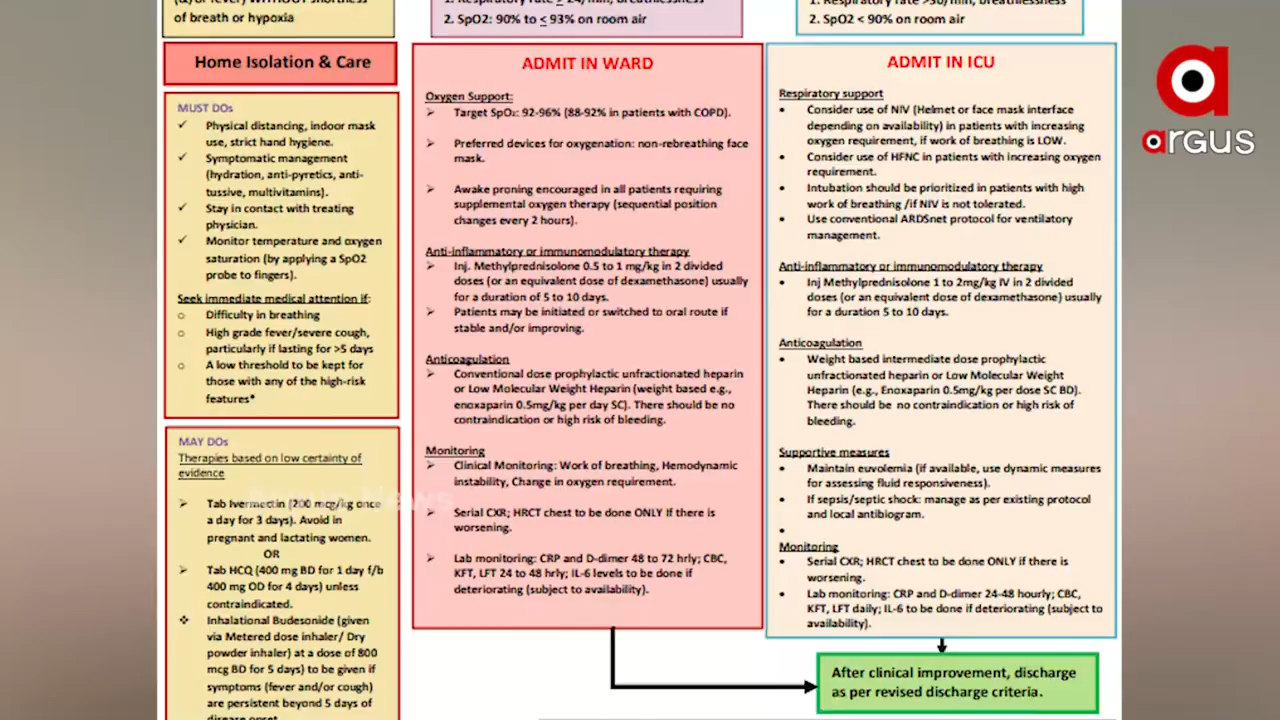 (&/or fever) WITHOUT shortness
of breath or hypoxia
Home Isolation & Care
MUST DOs
✓ Physical distancing, indoor mask
use, strict hand hygiene.
✓ Symptomatic management
(hydration, anti-pyretics, anti-
tussive, multivitamins).
✓ Stay in contact with treating
physician.
✓ Monitor temperature and oxygen
saturation (by applying a SpO2
probe to fingers).
Seek immediate medical attention if:
o Difficulty in breathing
o High grade fever/severe cough,
particularly if lasting for >5 days
o A low threshold to be kept for
those with any of the high-risk
features*
MAY DOs
Therapies based on low certainty of
evidence
➢ Tab Ivermectin (200 mcg/kg once
a day for 3 days). Avoid in
pregnant and lactating women.
OR
➢ Tab HCQ (400 mg BD for 1 day f/b
400 mg OD for 4 days) unless
contraindicated.
❖ Inhalational Budesonide (given
via Metered dose inhaler/ Dry
powder inhaler) at a dose of 800
mcg BD for 5 days) to be given if
symptoms (fever and/or cough)
are persistent beyond 5 days of
disease onset.
1. Respiratory rate > 24/min, breathlessness
2. SpO2: 90% to < 93% on room air
ADMIT IN WARD
Oxygen Support:
➢ Target SpO₂: 92-96% (88-92% in patients with COPD).
➢ Preferred devices for oxygenation: non-rebreathing face
mask.
➢ Awake proning encouraged in all patients requiring
supplemental oxygen therapy (sequential position
changes every 2 hours).
Anti-inflammatory or immunomodulatory therapy
➢ Inj. Methylprednisolone 0.5 to 1 mg/kg in 2 divided
doses (or an equivalent dose of dexamethasone) usually
for a duration of 5 to 10 days.
➢ Patients may be initiated or switched to oral route if
stable and/or improving.
Anticoagulation
➢ Conventional dose prophylactic unfractionated heparin
or Low Molecular Weight Heparin (weight based e.g.,
enoxaparin 0.5mg/kg per day SC). There should be no
contraindication or high risk of bleeding.
Monitoring
➢ Clinical Monitoring: Work of breathing, Hemodynamic
instability, Change in oxygen requirement.
➢ Serial CXR; HRCT chest to be done ONLY if there is
worsening.
➢ Lab monitoring: CRP and D-dimer 48 to 72 hrly; CBC,
KFT, LFT 24 to 48 hrly; IL-6 levels to be done if
deteriorating (subject to availability).
1. Respiratory rate >30/min, breathlessness
2. SpO2 < 90% on room air
ADMIT IN ICU
Respiratory support
• Consider use of NIV (Helmet or face mask interface
depending on availability) in patients with increasing
oxygen requirement, if work of breathing is LOW.
• Consider use of HFNC in patients with increasing oxygen
requirement.
• Intubation should be prioritized in patients with high
work of breathing /if NIV is not tolerated.
• Use conventional ARDSnet protocol for ventilatory
management.
Anti-inflammatory or immunomodulatory therapy
• Inj Methylprednisolone 1 to 2mg/kg IV in 2 divided
doses (or an equivalent dose of dexamethasone) usually
for a duration 5 to 10 days.
Anticoagulation
• Weight based intermediate dose prophylactic
unfractionated heparin or Low Molecular Weight
Heparin (e.g., Enoxaparin 0.5mg/kg per dose SC BD).
There should be no contraindication or high risk of
bleeding.
Supportive measures
• Maintain euvolemia (if available, use dynamic measures
for assessing fluid responsiveness).
• If sepsis/septic shock: manage as per existing protocol
and local antibiogram.
•
Monitoring
• Serial CXR; HRCT chest to be done ONLY if there is
worsening.
• Lab monitoring: CRP and D-dimer 24-48 hourly; CBC,
KFT, LFT daily; IL-6 to be done if deteriorating (subject to
availability).
After clinical improvement, discharge
as per revised discharge criteria.
Argus News
a
argus